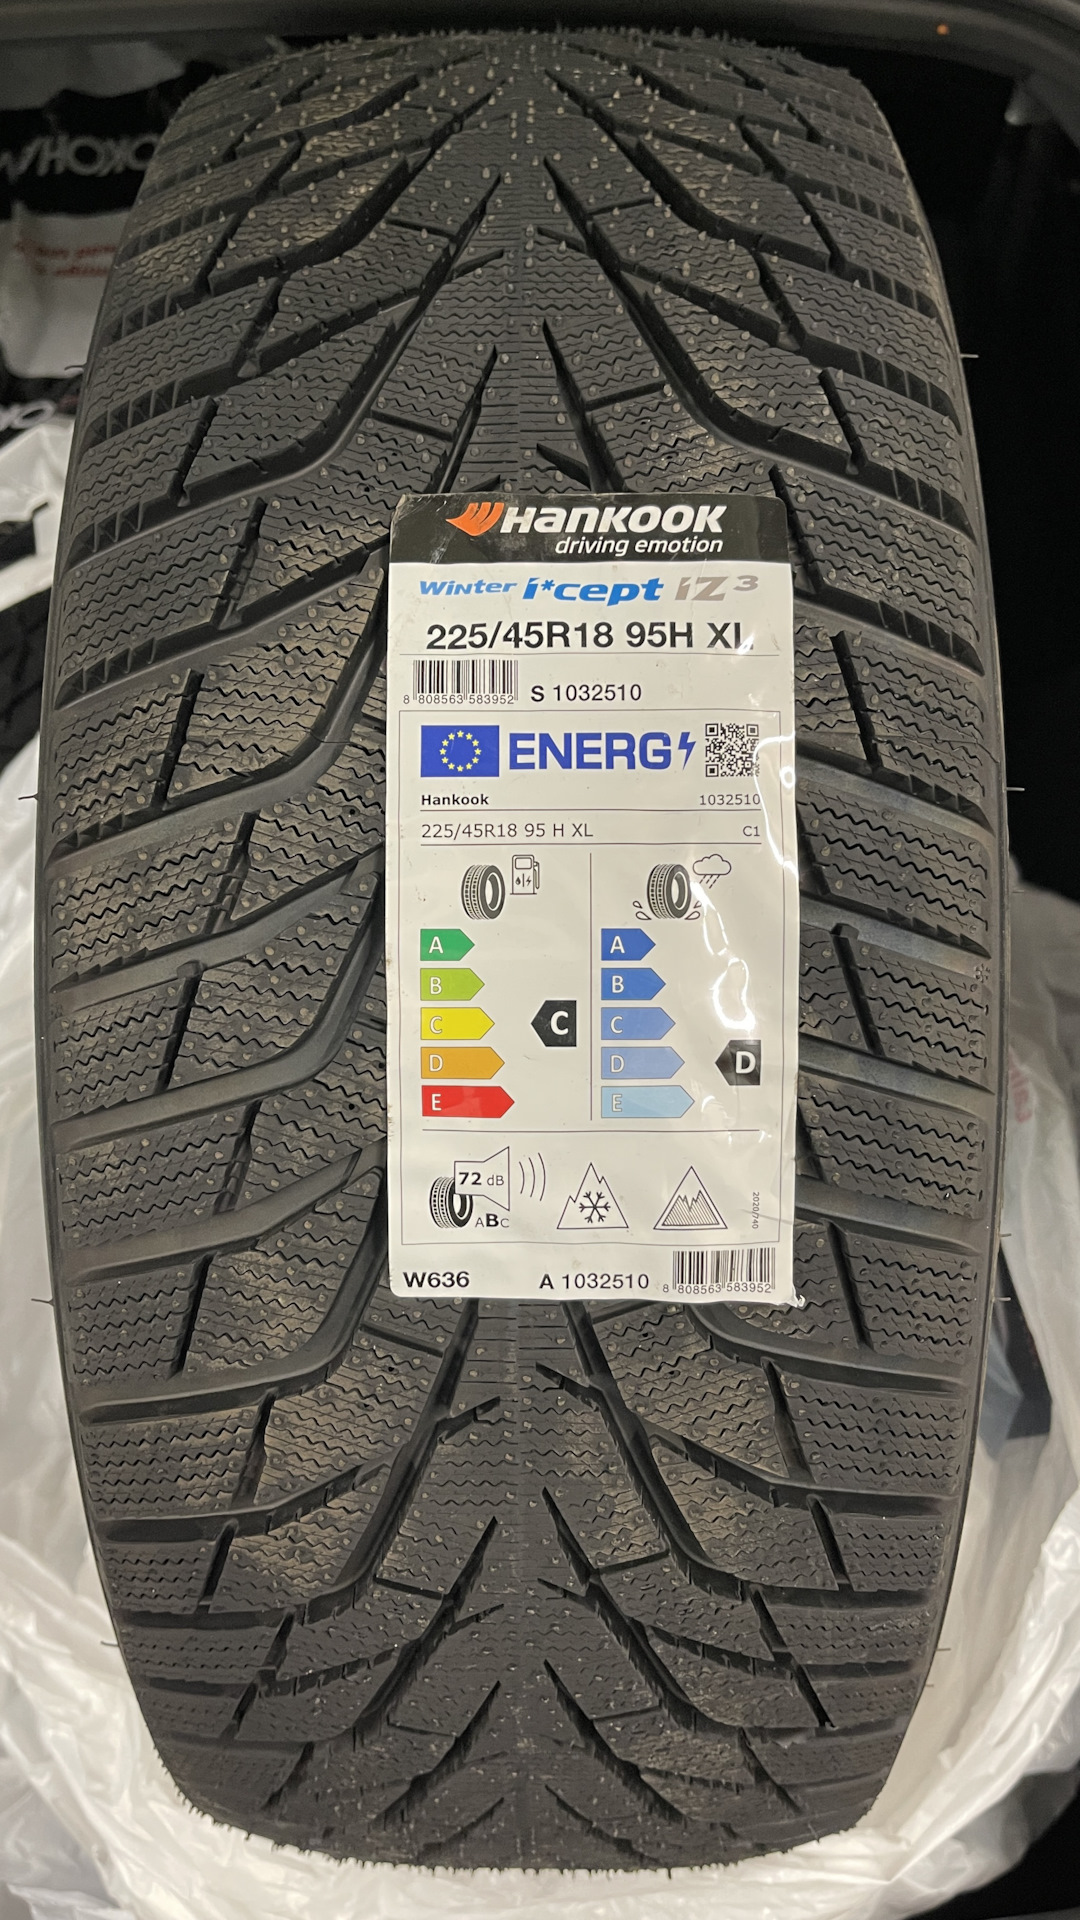 HANKOOK
driving emotion
Winter i*cept iZ3
225/45R18 95H XL
8 808563 583952
S 1032510
ENERG
Hankook 1032510
225/45R18 95 H XL C1
A A
B B
C C C
D D D
E E
72 dB
ABC
2020/740
W636 A 1032510
8 808563 583952